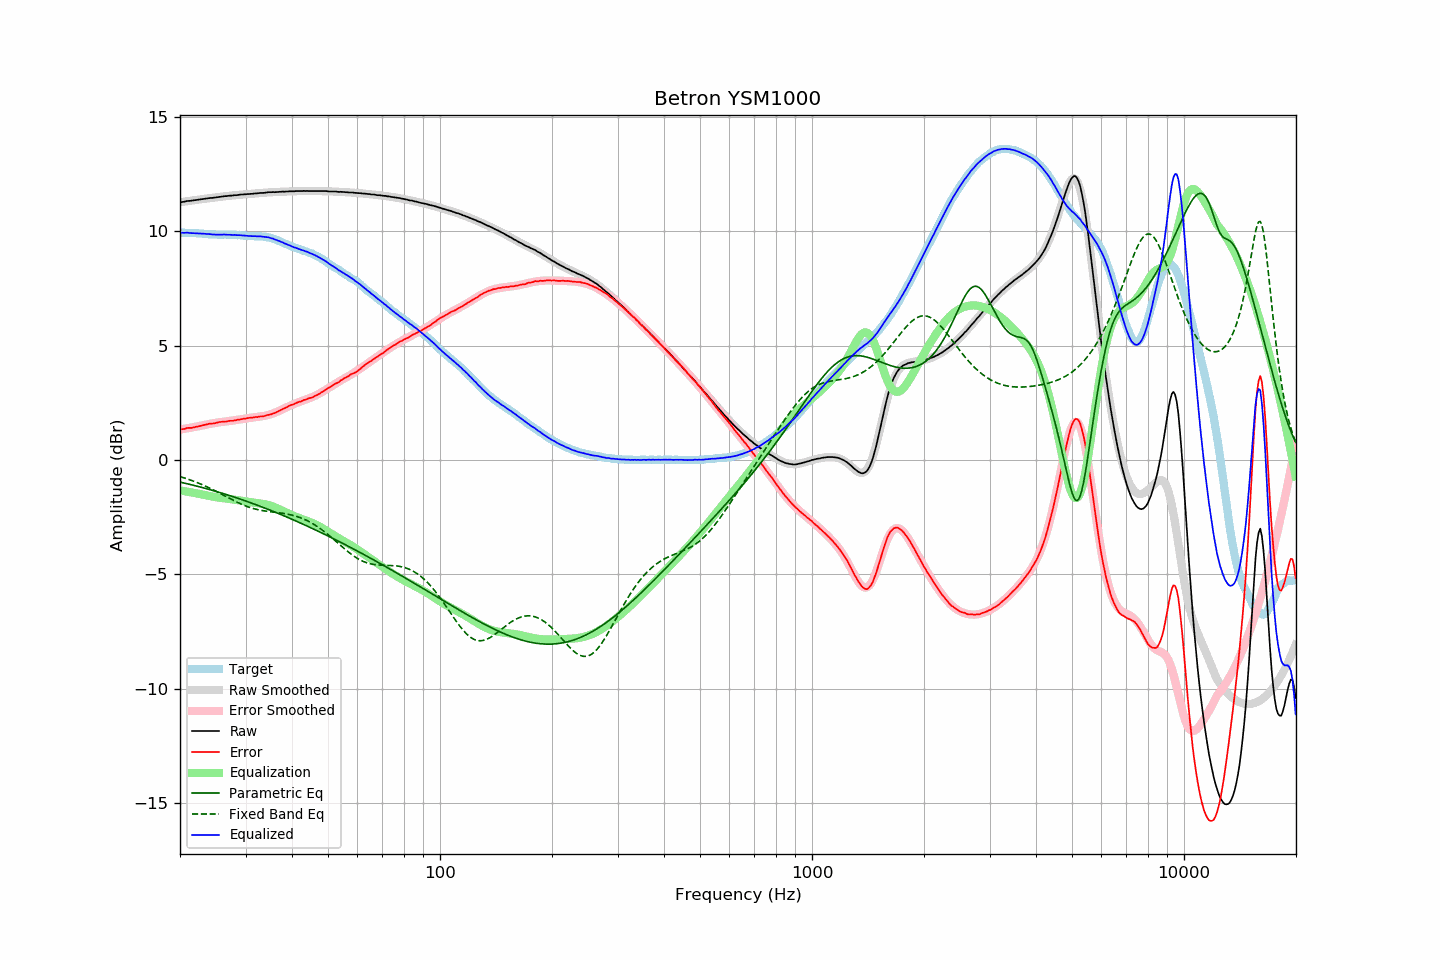 Betron YSM1000
15
10
5
0
−5
−10
−15
Amplitude (dBr)
Target
Raw Smoothed
Error Smoothed
Raw
Error
Equalization
Parametric Eq
Fixed Band Eq
Equalized
100
1000
10000
Frequency (Hz)